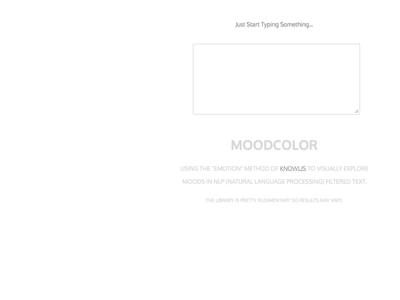 Just Start Typing Something...
MOODCOLOR
USING THE "EMOTION" METHOD OF KNOWLJS TO VISUALLY EXPLORE
MOODS IN NLP (NATURAL LANGUAGE PROCESSING) FILTERED TEXT.
THE LIBRARY IS PRETTY RUDIMENTARY SO RESULTS MAY VARY.